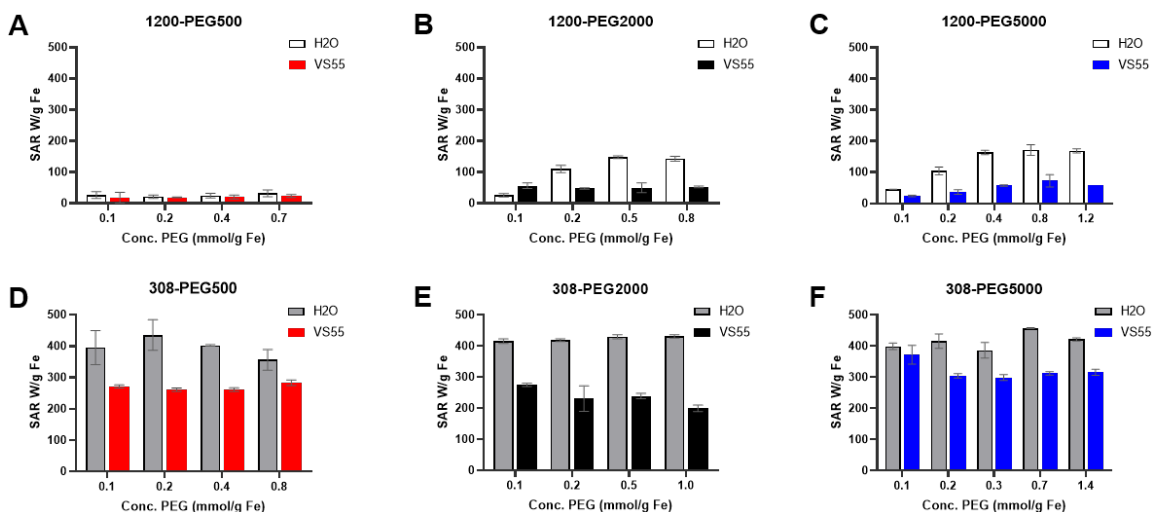 A
1200-PEG500
H2O
VS55
500
400
300
200
100
0
SAR W/g Fe
0.1 0.2 0.4 0.7
Conc. PEG (mmol/g Fe)
B
1200-PEG2000
H2O
VS55
500
400
300
200
100
0
SAR W/g Fe
0.1 0.2 0.5 0.8
Conc. PEG (mmol/g Fe)
C
1200-PEG5000
H2O
VS55
500
400
300
200
100
0
SAR W/g Fe
0.1 0.2 0.4 0.8 1.2
Conc. PEG (mmol/g Fe)
D
308-PEG500
H2O
VS55
500
400
300
200
100
0
SAR W/g Fe
0.1 0.2 0.4 0.8
Conc. PEG (mmol/g Fe)
E
308-PEG2000
H2O
VS55
500
400
300
200
100
0
SAR W/g Fe
0.1 0.2 0.5 1.0
Conc. PEG (mmol/g Fe)
F
308-PEG5000
H2O
VS55
500
400
300
200
100
0
SAR W/g Fe
0.1 0.2 0.3 0.7 1.4
Conc. PEG (mmol/g Fe)